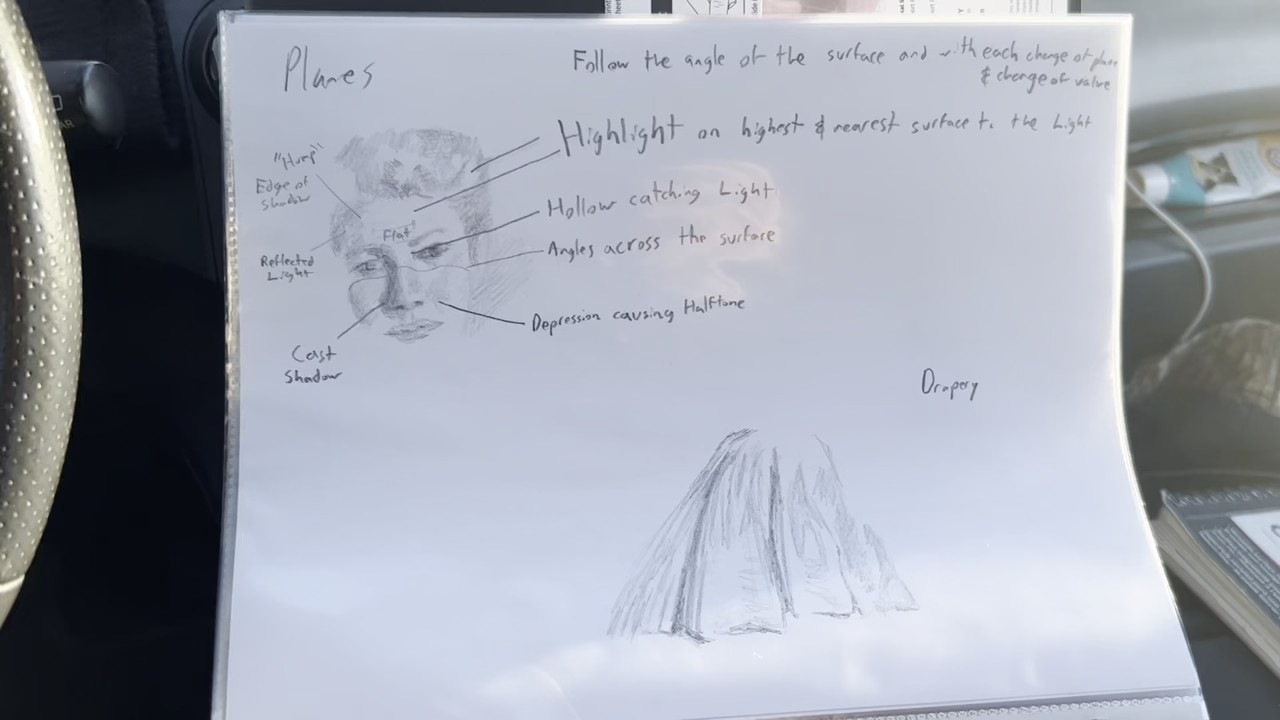 Planes
Follow the angle of the surface and with each change of plane
& change of value
Highlight on highest & nearest surface to the Light
"Hump"
Edge of
shadow
Hollow catching Light
Flat
Angles across the surface
Reflected
Light
Depression causing Halftone
Cast
Shadow
Drapery